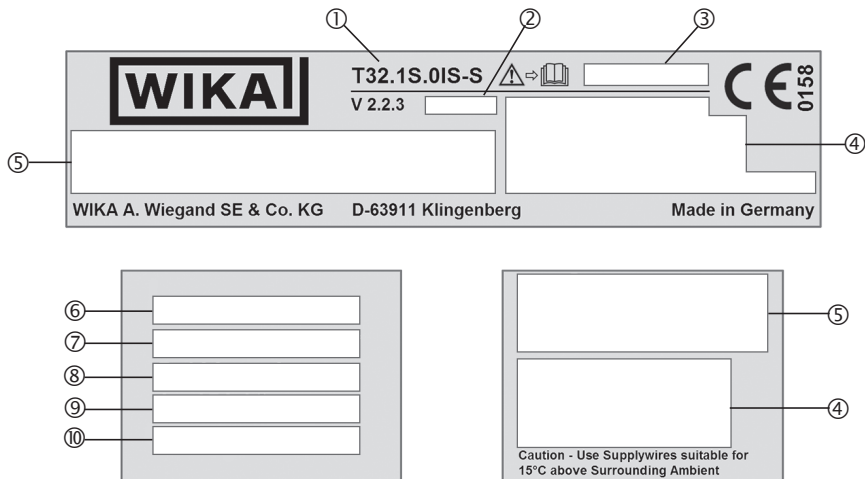 ① ② ③
WIKA T32.1S.0IS-S CE 0158
V 2.2.3
⑤ ④
WIKA A. Wiegand SE & Co. KG D-63911 Klingenberg Made in Germany
⑥
⑦ ⑤
⑧
⑨ ④
⑩
Caution - Use Supplywires suitable for
15°C above Surrounding Ambient